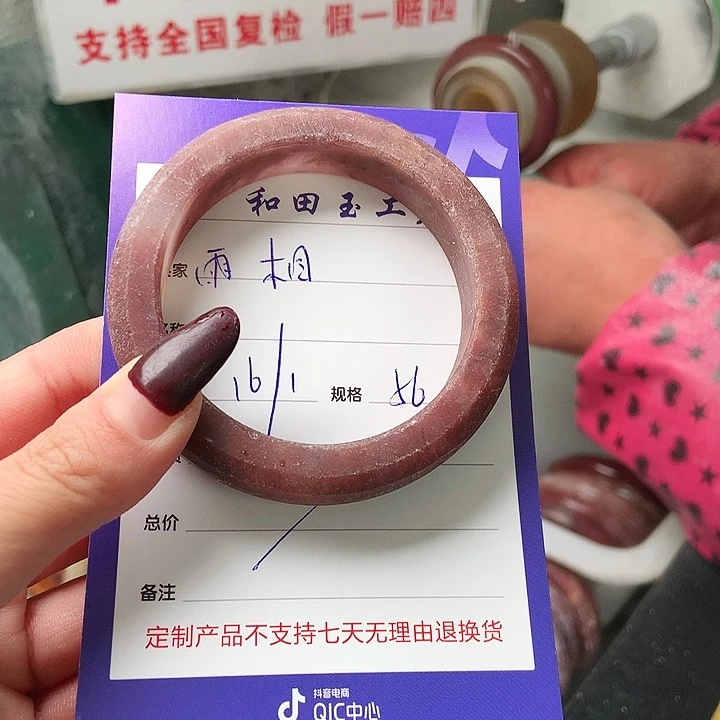 支持全国复检 假一赔四
和田玉工
家 雨相
16/1 规格 56
总价
备注
定制产品不支持七天无理由退换货
抖音电商
QIC中心